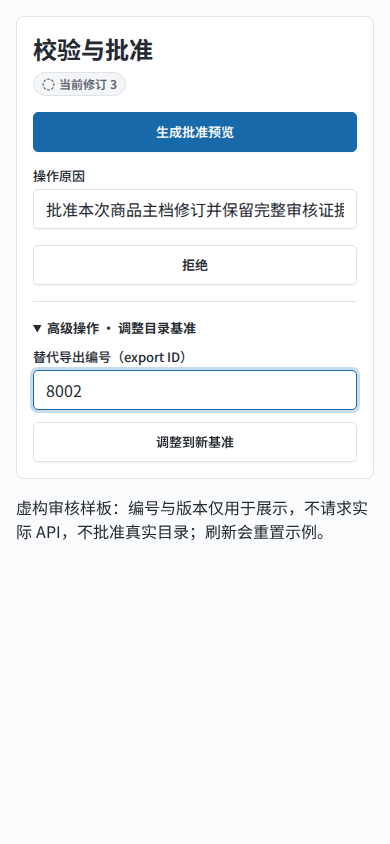 校验与批准
当前修订 3
生成批准预览
操作原因
批准本次商品主档修订并保留完整审核证据
拒绝
▼ 高级操作 · 调整目录基准
替代导出编号（export ID）
8002
调整到新基准
虚构审核样板：编号与版本仅用于展示，不请求实
际 API，不批准真实目录；刷新会重置示例。